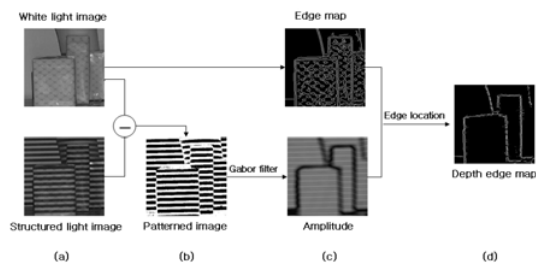 White light image
Edge map
Edge location
Gabor filter
Depth edge map
Structured light image
Patterned image
Amplitude
(a)
(b)
(c)
(d)